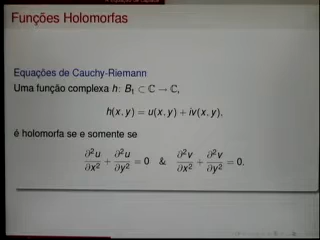 Funções Holomorfas
Equações de Cauchy-Riemann
Uma função complexa h: B₁ ⊂ ℂ → ℂ,
h(x, y) = u(x, y) + iv(x, y).
é holomorfa se e somente se
∂²u/∂x² + ∂²u/∂y² = 0 & ∂²v/∂x² + ∂²v/∂y² = 0.